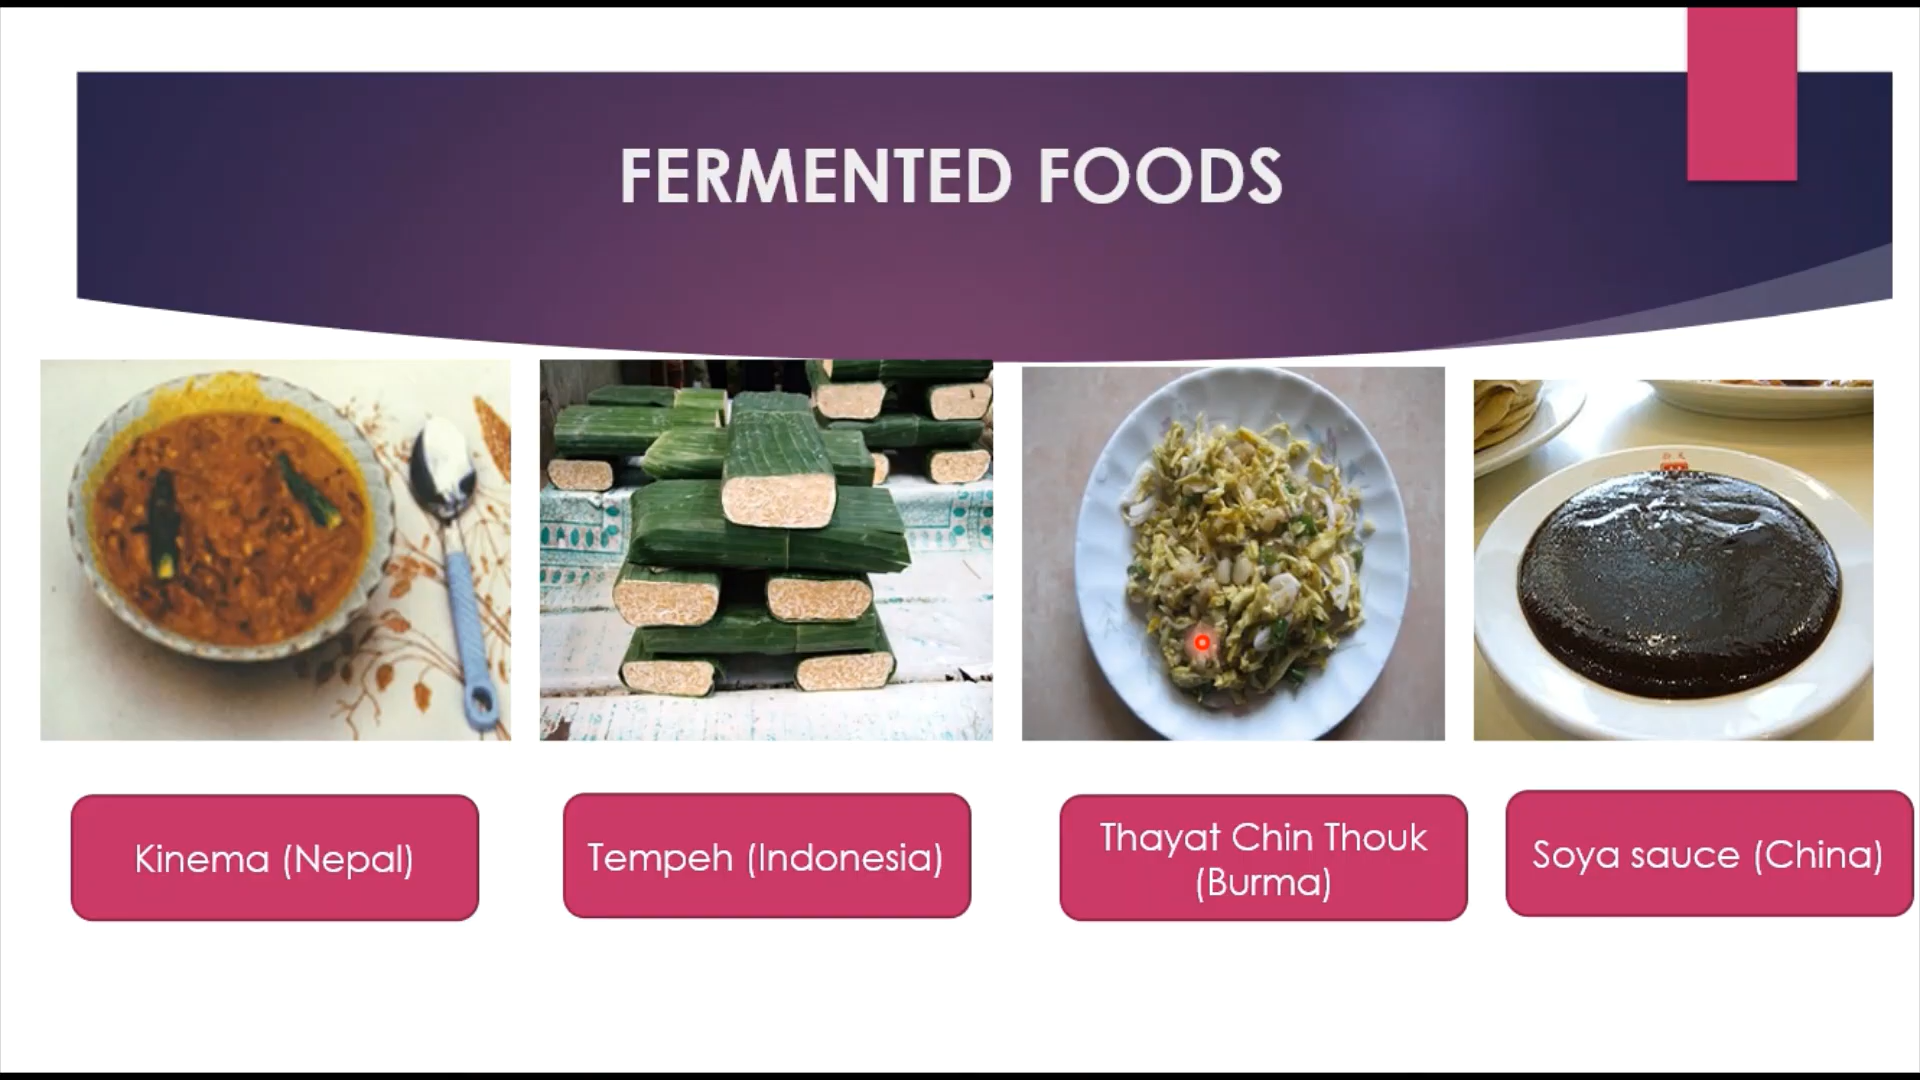 FERMENTED FOODS
Kinema (Nepal)
Tempeh (Indonesia)
Thayat Chin Thouk
(Burma)
Soya sauce (China)